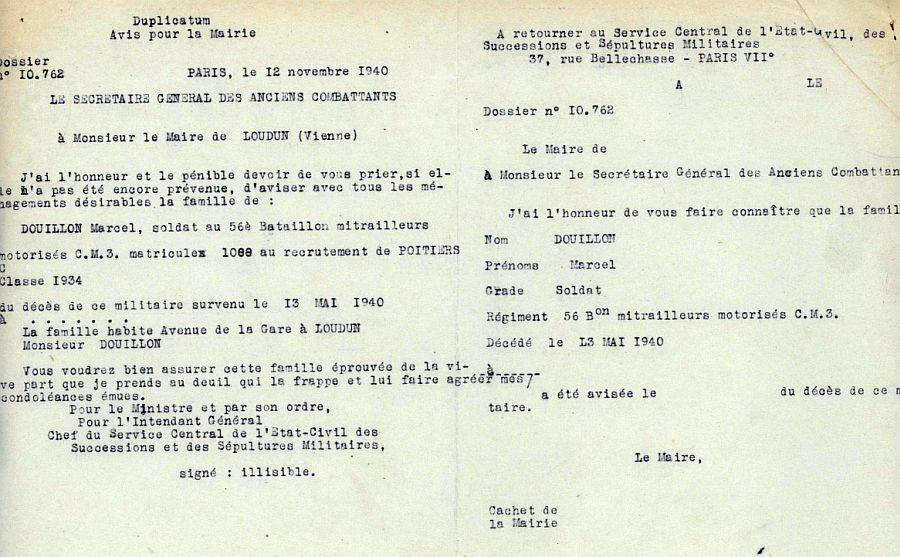 Duplicatum
Avis pour la Mairie
Dossier
n° I0.762
PARIS, le 12 novembre 1940
LE SECRETAIRE GENERAL DES ANCIENS COMBATTANTS
à Monsieur le Maire de LOUDUN (Vienne)
J'ai l'honneur et le pénible devoir de vous prier,si el-
le n'a pas été encore prévenue, d'aviser avec tous les mé-
nagements désirables la famille de :
DOUILLON Marcel, soldat au 56è Bataillon mitrailleurs
motorisés C.M.3. matricule 1088 au recrutement de POITIERS
C
Classe I934
du décès de ce militaire survenu le I3 MAI 1940
à . . . . . . .
La famille habite Avenue de la Gare à LOUDUN
Monsieur DOUILLON
Vous voudrez bien assurer cette famille éprouvée de la vi-
ve part que je prends au deuil qui la frappe et lui faire agréer mes
condoléances émues.
Pour le Ministre et par son ordre,
Pour l'Intendant Général
Chef du Service Central de l'Etat-Civil des
Successions et des Sépultures Militaires,
signé : illisible.
A retourner au Service Central de l'Etat-Civil, des
Successions et Sépultures Militaires
37, rue Bellechasse - PARIS VII°
A LE
Dossier n° I0.762
Le Maire de
à Monsieur le Secrétaire Général des Anciens Combattan
J'ai l'honneur de vous faire connaître que la famil
Nom DOUILLON
Prénoms Marcel
Grade Soldat
Régiment 56 Bon mitrailleurs motorisés C.M.3.
Décédé le I3 MAI 1940
à------
a été avisée le du décès de ce m
taire.
Le Maire,
Cachet de
la Mairie